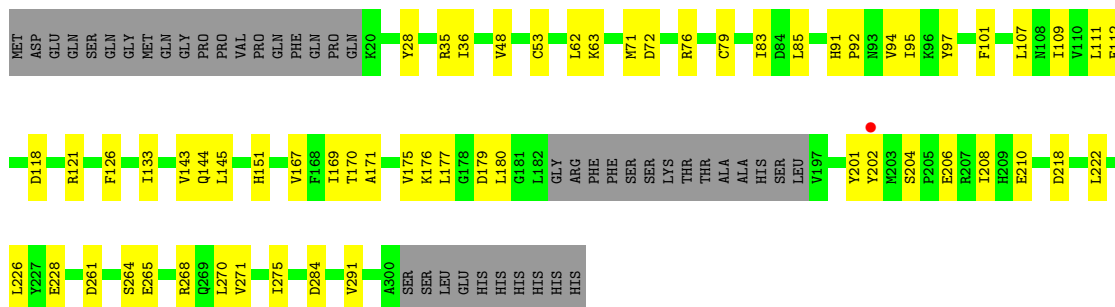 MET ASP GLU GLN SER GLN GLN GLY MET GLN GLY PRO PRO VAL PRO GLN PHE GLN PRO GLN K20 Y28 R35 I36 V48 C53 L62 K63 M71 D72 R76 C79 I83 D84 L85 H91 P92 N93 V94 I95 K96 Y97 F101 L107 N108 I109 V110 L111
D118 R121 F126 I133 V143 Q144 L145 H151 V167 F168 I169 T170 A171 V175 K176 L177 G178 D179 L180 G181 L182 GLY ARG PHE PHE SER SER LYS THR THR ALA ALA HIS SER LEU V197 Y201 Y202 M203 S204 P205 E206 R207 I208 H209 E210 D218 L222
L226 Y227 E228 D261 S264 E265 R268 Q269 L270 V271 I275 D284 V291 A300 SER SER LEU GLU HIS HIS HIS HIS HIS HIS